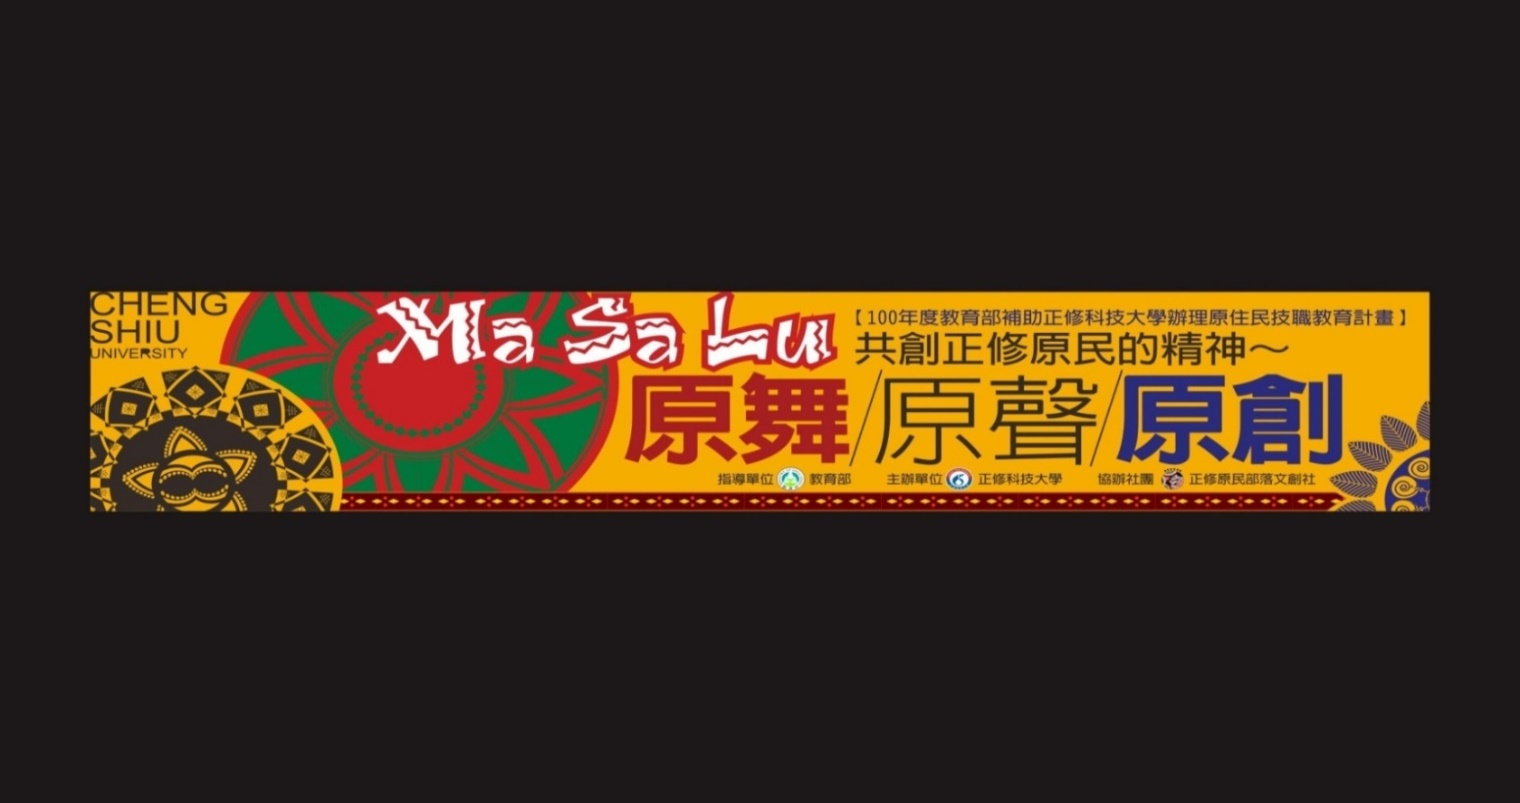 CHENG
SHIU
UNIVERSITY
Ma Sa Lu
【100年度教育部補助正修科技大學辦理原住民技職教育計畫】
共創正修原民的精神～
原舞/原聲/原創
指導單位 教育部 主辦單位 正修科技大學 協辦社團 正修原民部落文創社